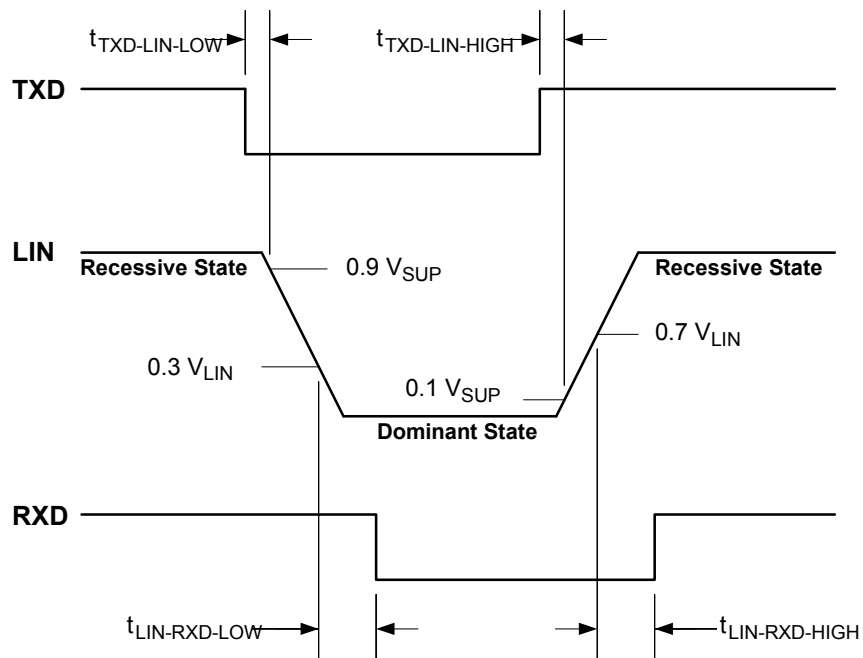 tTXD-LIN-LOW
tTXD-LIN-HIGH
TXD
LIN
Recessive State
0.9 VSUP
Recessive State
0.7 VLIN
0.3 VLIN
0.1 VSUP
Dominant State
RXD
tLIN-RXD-LOW
tLIN-RXD-HIGH